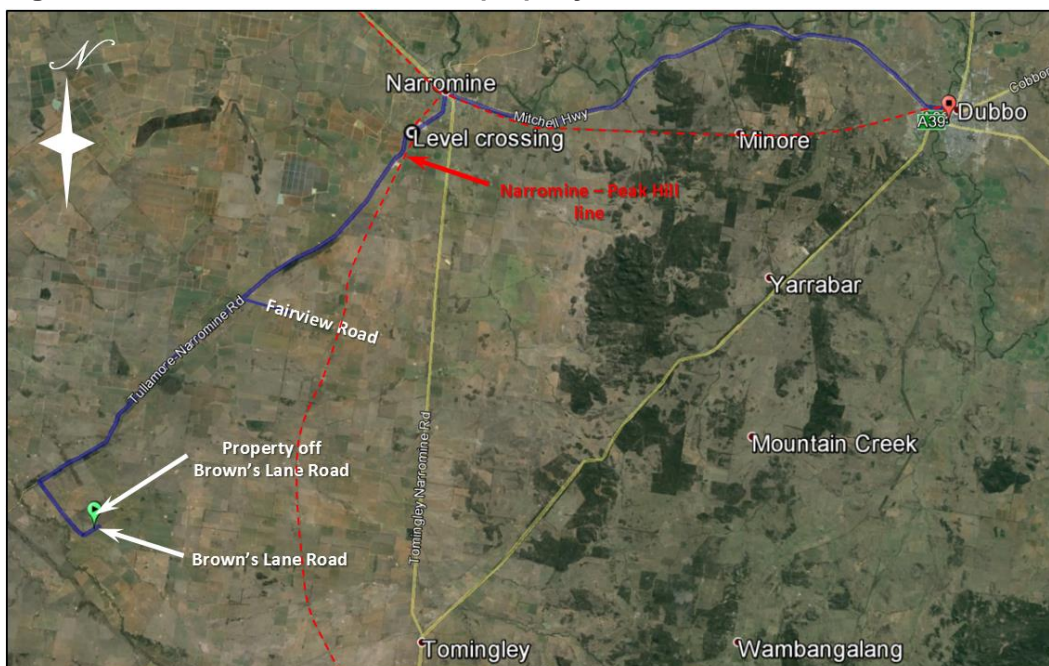 N
Narromine
Dubbo
Cobbor
A39
Mitchell Hwy
Level crossing
Minore
Narromine – Peak Hill
line
Yarrabar
Fairview Road
Tullamore-Narromine Rd
Tomingley Narromine Rd
Mountain Creek
Property off
Brown's Lane Road
Brown's Lane Road
Tomingley
Wambangalang